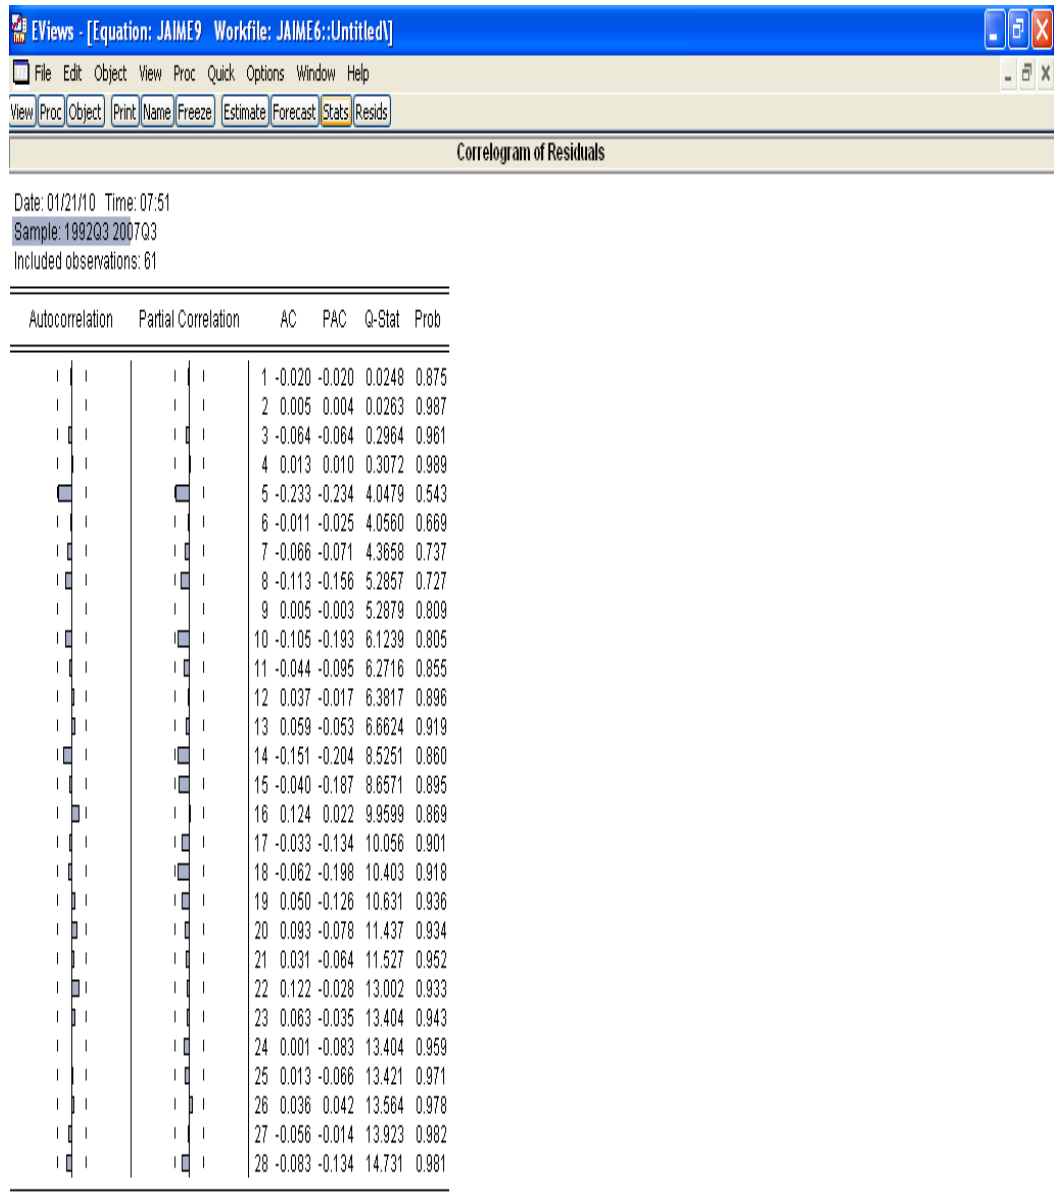 EViews - [Equation: JAIME9 Workfile: JAIME6::Untitled\]
File Edit Object View Proc Quick Options Window Help
View Proc Object Print Name Freeze Estimate Forecast Stats Resids
Correlogram of Residuals
Date: 01/21/10 Time: 07:51
Sample: 1992Q3 2007Q3
Included observations: 61
Autocorrelation Partial Correlation AC PAC Q-Stat Prob
1 -0.020 -0.020 0.0248 0.875
2 0.005 0.004 0.0263 0.987
3 -0.064 -0.064 0.2964 0.961
4 0.013 0.010 0.3072 0.989
5 -0.233 -0.234 4.0479 0.543
6 -0.011 -0.025 4.0560 0.669
7 -0.066 -0.071 4.3658 0.737
8 -0.113 -0.156 5.2857 0.727
9 0.005 -0.003 5.2879 0.809
10 -0.105 -0.193 6.1239 0.805
11 -0.044 -0.095 6.2716 0.855
12 0.037 -0.017 6.3817 0.896
13 0.059 -0.053 6.6624 0.919
14 -0.151 -0.204 8.5251 0.860
15 -0.040 -0.187 8.6571 0.895
16 0.124 0.022 9.9599 0.869
17 -0.033 -0.134 10.056 0.901
18 -0.062 -0.198 10.403 0.918
19 0.050 -0.126 10.631 0.936
20 0.093 -0.078 11.437 0.934
21 0.031 -0.064 11.527 0.952
22 0.122 -0.028 13.002 0.933
23 0.063 -0.035 13.404 0.943
24 0.001 -0.083 13.404 0.959
25 0.013 -0.066 13.421 0.971
26 0.036 0.042 13.564 0.978
27 -0.056 -0.014 13.923 0.982
28 -0.083 -0.134 14.731 0.981